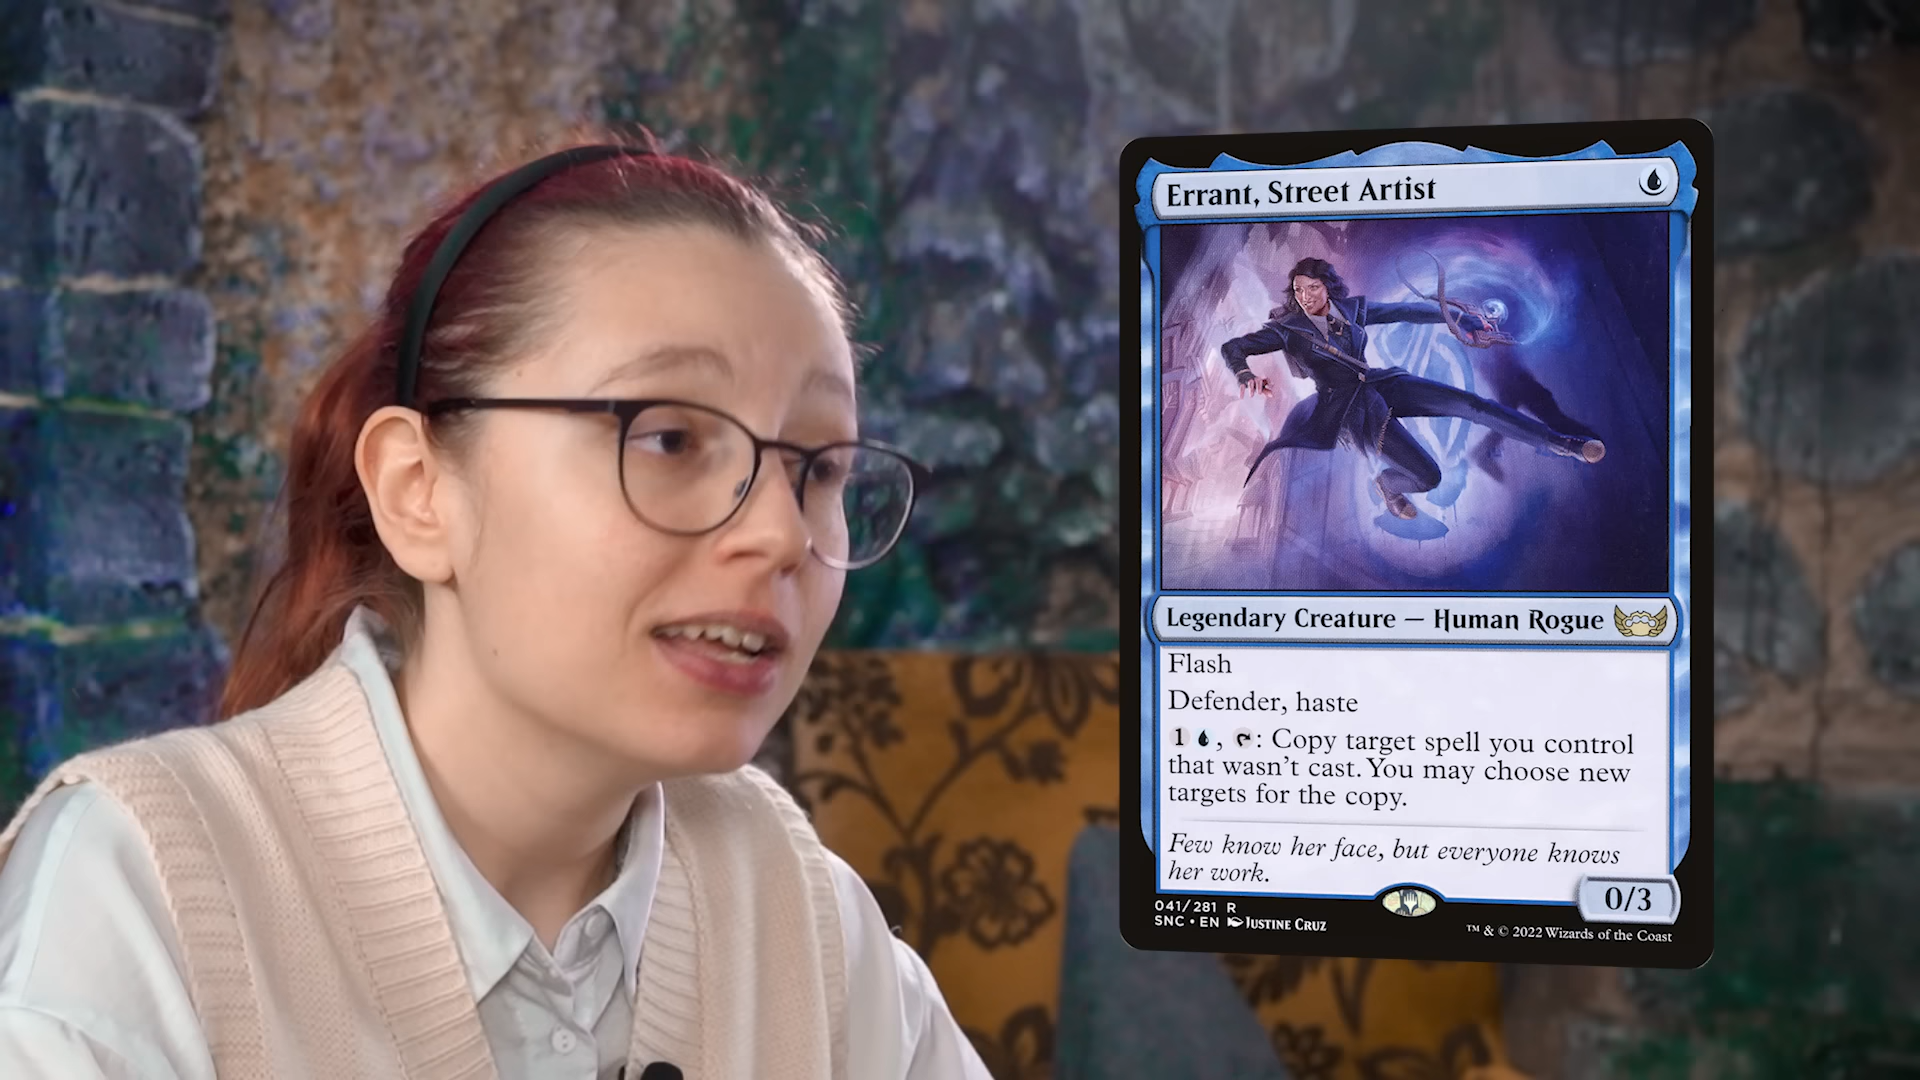 Errant, Street Artist
Legendary Creature — Human Rogue
Flash
Defender, haste
1 , : Copy target spell you control
that wasn't cast. You may choose new
targets for the copy.
Few know her face, but everyone knows
her work.
0/3
041/281 R
SNC • EN Justine Cruz
™ & © 2022 Wizards of the Coast